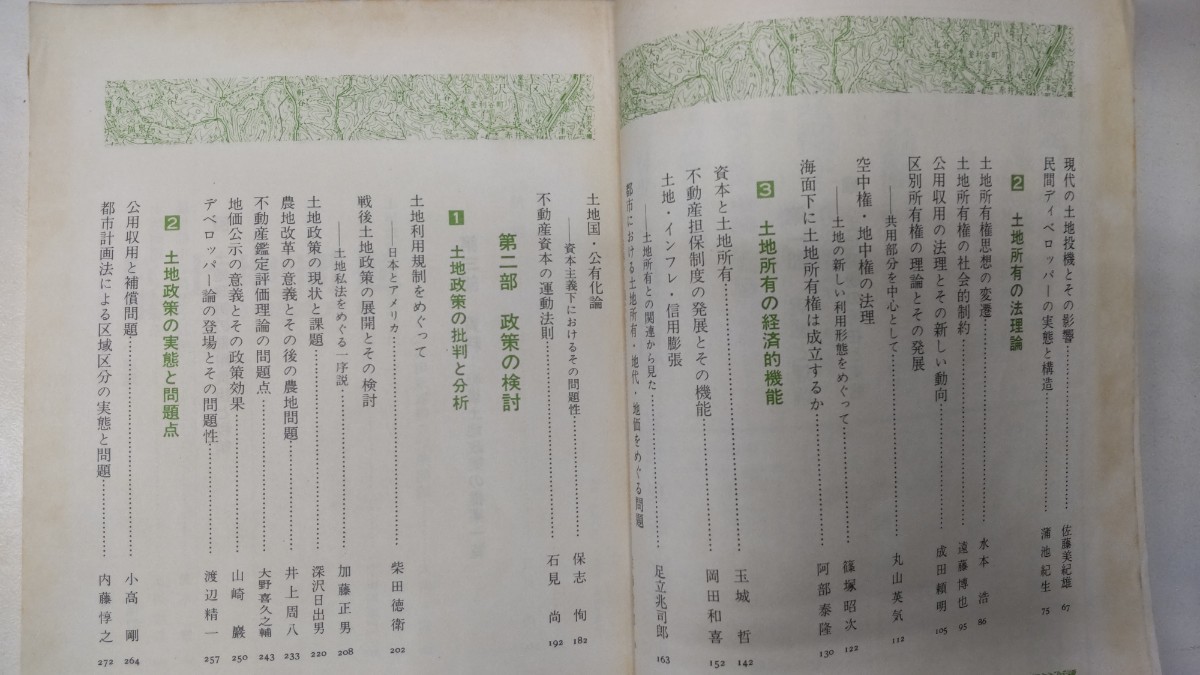 現代の土地投機とその影響……佐藤美紀雄 67
民間ディベロッパーの実態と構造……蒲池紀生 75
2 土地所有の法理論
土地所有権思想の変遷……水本浩 86
土地所有権の社会的制約……遠藤博也 95
公用収用の法理とその新しい動向……成田頼明 105
区別所有権の理論とその発展
――共用部分を中心として……丸山英気 112
空中権・地中権の法理
――土地の新しい利用形態をめぐって……篠塚昭次 122
海面下に土地所有権は成立するか……阿部泰隆 130
3 土地所有の経済的機能
資本と土地所有……玉城哲 142
不動産担保制度の発展とその機能……岡田和喜 152
土地・インフレ・信用膨張
――土地所有との関連から見た……足立兆司郎 163
都市における土地所有・地代・地価をめぐる問題
土地国・公有化論
――資本主義下におけるその問題性……保志恂 182
不動産資本の運動法則……石見尚 192
第二部 政策の検討
1 土地政策の批判と分析
土地利用規制をめぐって
――日本とアメリカ……柴田徳衛 202
戦後土地政策の展開とその検討
――土地私法をめぐる一序説……加藤正男 208
土地政策の現状と課題……深沢日出男 220
農地改革の意義とその後の農地問題……井上周八 233
不動産鑑定評価理論の問題点……大野喜久之輔 243
地価公示の意義とその政策効果……山崎巖 250
デベロッパー論の登場とその問題性……渡辺精一 257
2 土地政策の実態と問題点
公用収用と補償問題……小高剛 264
都市計画法による区域区分の実態と問題……内藤惇之 272